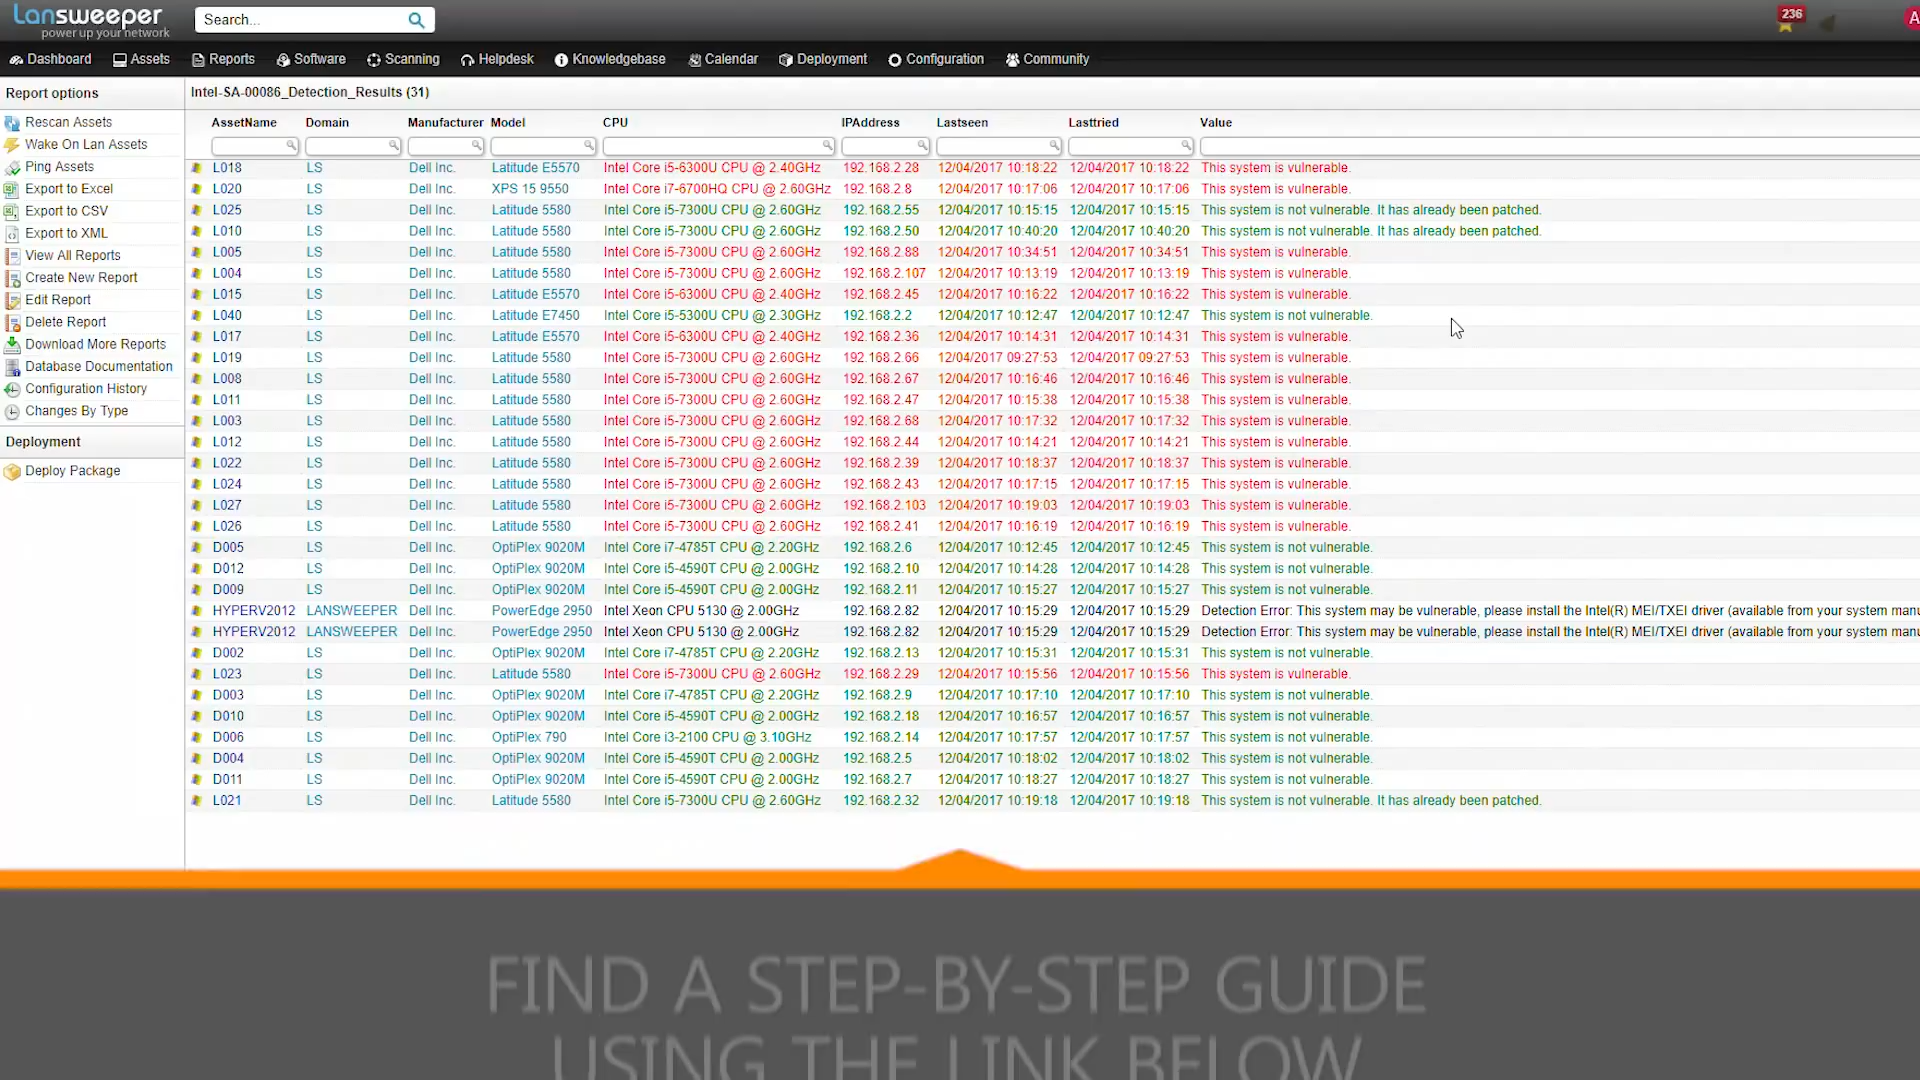 Lansweeper
power up your network
Search...
236
A
Dashboard Assets Reports Software Scanning Helpdesk Knowledgebase Calendar Deployment Configuration Community
Report options
Intel-SA-00086_Detection_Results (31)
Rescan Assets
Wake On Lan Assets
Ping Assets
Export to Excel
Export to CSV
Export to XML
View All Reports
Create New Report
Edit Report
Delete Report
Download More Reports
Database Documentation
Configuration History
Changes By Type
Deployment
Deploy Package
AssetName Domain Manufacturer Model CPU IPAddress Lastseen Lasttried Value
L018 LS Dell Inc. Latitude E5570 Intel Core i5-6300U CPU @ 2.40GHz 192.168.2.28 12/04/2017 10:18:22 12/04/2017 10:18:22 This system is vulnerable.
L020 LS Dell Inc. XPS 15 9550 Intel Core i7-6700HQ CPU @ 2.60GHz 192.168.2.8 12/04/2017 10:17:06 12/04/2017 10:17:06 This system is vulnerable.
L025 LS Dell Inc. Latitude 5580 Intel Core i5-7300U CPU @ 2.60GHz 192.168.2.55 12/04/2017 10:15:15 12/04/2017 10:15:15 This system is not vulnerable. It has already been patched.
L010 LS Dell Inc. Latitude 5580 Intel Core i5-7300U CPU @ 2.60GHz 192.168.2.50 12/04/2017 10:40:20 12/04/2017 10:40:20 This system is not vulnerable. It has already been patched.
L005 LS Dell Inc. Latitude 5580 Intel Core i5-7300U CPU @ 2.60GHz 192.168.2.88 12/04/2017 10:34:51 12/04/2017 10:34:51 This system is vulnerable.
L004 LS Dell Inc. Latitude 5580 Intel Core i5-7300U CPU @ 2.60GHz 192.168.2.107 12/04/2017 10:13:19 12/04/2017 10:13:19 This system is vulnerable.
L015 LS Dell Inc. Latitude E5570 Intel Core i5-6300U CPU @ 2.40GHz 192.168.2.45 12/04/2017 10:16:22 12/04/2017 10:16:22 This system is vulnerable.
L040 LS Dell Inc. Latitude E7450 Intel Core i5-5300U CPU @ 2.30GHz 192.168.2.2 12/04/2017 10:12:47 12/04/2017 10:12:47 This system is not vulnerable.
L017 LS Dell Inc. Latitude E5570 Intel Core i5-6300U CPU @ 2.40GHz 192.168.2.36 12/04/2017 10:14:31 12/04/2017 10:14:31 This system is vulnerable.
L019 LS Dell Inc. Latitude 5580 Intel Core i5-7300U CPU @ 2.60GHz 192.168.2.66 12/04/2017 09:27:53 12/04/2017 09:27:53 This system is vulnerable.
L008 LS Dell Inc. Latitude 5580 Intel Core i5-7300U CPU @ 2.60GHz 192.168.2.67 12/04/2017 10:16:46 12/04/2017 10:16:46 This system is vulnerable.
L011 LS Dell Inc. Latitude 5580 Intel Core i5-7300U CPU @ 2.60GHz 192.168.2.47 12/04/2017 10:15:38 12/04/2017 10:15:38 This system is vulnerable.
L003 LS Dell Inc. Latitude 5580 Intel Core i5-7300U CPU @ 2.60GHz 192.168.2.68 12/04/2017 10:17:32 12/04/2017 10:17:32 This system is vulnerable.
L012 LS Dell Inc. Latitude 5580 Intel Core i5-7300U CPU @ 2.60GHz 192.168.2.44 12/04/2017 10:14:21 12/04/2017 10:14:21 This system is vulnerable.
L022 LS Dell Inc. Latitude 5580 Intel Core i5-7300U CPU @ 2.60GHz 192.168.2.39 12/04/2017 10:18:37 12/04/2017 10:18:37 This system is vulnerable.
L024 LS Dell Inc. Latitude 5580 Intel Core i5-7300U CPU @ 2.60GHz 192.168.2.43 12/04/2017 10:17:15 12/04/2017 10:17:15 This system is vulnerable.
L027 LS Dell Inc. Latitude 5580 Intel Core i5-7300U CPU @ 2.60GHz 192.168.2.103 12/04/2017 10:19:03 12/04/2017 10:19:03 This system is vulnerable.
L026 LS Dell Inc. Latitude 5580 Intel Core i5-7300U CPU @ 2.60GHz 192.168.2.41 12/04/2017 10:16:19 12/04/2017 10:16:19 This system is vulnerable.
D005 LS Dell Inc. OptiPlex 9020M Intel Core i7-4785T CPU @ 2.20GHz 192.168.2.6 12/04/2017 10:12:45 12/04/2017 10:12:45 This system is not vulnerable.
D012 LS Dell Inc. OptiPlex 9020M Intel Core i5-4590T CPU @ 2.00GHz 192.168.2.10 12/04/2017 10:14:28 12/04/2017 10:14:28 This system is not vulnerable.
D009 LS Dell Inc. OptiPlex 9020M Intel Core i5-4590T CPU @ 2.00GHz 192.168.2.11 12/04/2017 10:15:27 12/04/2017 10:15:27 This system is not vulnerable.
HYPERV2012 LANSWEEPER Dell Inc. PowerEdge 2950 Intel Xeon CPU 5130 @ 2.00GHz 192.168.2.82 12/04/2017 10:15:29 12/04/2017 10:15:29 Detection Error: This system may be vulnerable, please install the Intel(R) MEI/TXEI driver (available from your system manu
HYPERV2012 LANSWEEPER Dell Inc. PowerEdge 2950 Intel Xeon CPU 5130 @ 2.00GHz 192.168.2.82 12/04/2017 10:15:29 12/04/2017 10:15:29 Detection Error: This system may be vulnerable, please install the Intel(R) MEI/TXEI driver (available from your system manu
D002 LS Dell Inc. OptiPlex 9020M Intel Core i7-4785T CPU @ 2.20GHz 192.168.2.13 12/04/2017 10:15:31 12/04/2017 10:15:31 This system is not vulnerable.
L023 LS Dell Inc. Latitude 5580 Intel Core i5-7300U CPU @ 2.60GHz 192.168.2.29 12/04/2017 10:15:56 12/04/2017 10:15:56 This system is vulnerable.
D003 LS Dell Inc. OptiPlex 9020M Intel Core i7-4785T CPU @ 2.20GHz 192.168.2.9 12/04/2017 10:17:10 12/04/2017 10:17:10 This system is not vulnerable.
D010 LS Dell Inc. OptiPlex 9020M Intel Core i5-4590T CPU @ 2.00GHz 192.168.2.18 12/04/2017 10:16:57 12/04/2017 10:16:57 This system is not vulnerable.
D006 LS Dell Inc. OptiPlex 790 Intel Core i3-2100 CPU @ 3.10GHz 192.168.2.14 12/04/2017 10:17:57 12/04/2017 10:17:57 This system is not vulnerable.
D004 LS Dell Inc. OptiPlex 9020M Intel Core i5-4590T CPU @ 2.00GHz 192.168.2.5 12/04/2017 10:18:02 12/04/2017 10:18:02 This system is not vulnerable.
D011 LS Dell Inc. OptiPlex 9020M Intel Core i5-4590T CPU @ 2.00GHz 192.168.2.7 12/04/2017 10:18:27 12/04/2017 10:18:27 This system is not vulnerable.
L021 LS Dell Inc. Latitude 5580 Intel Core i5-7300U CPU @ 2.60GHz 192.168.2.32 12/04/2017 10:19:18 12/04/2017 10:19:18 This system is not vulnerable. It has already been patched.
FIND A STEP-BY-STEP GUIDE
USING THE LINK BELOW